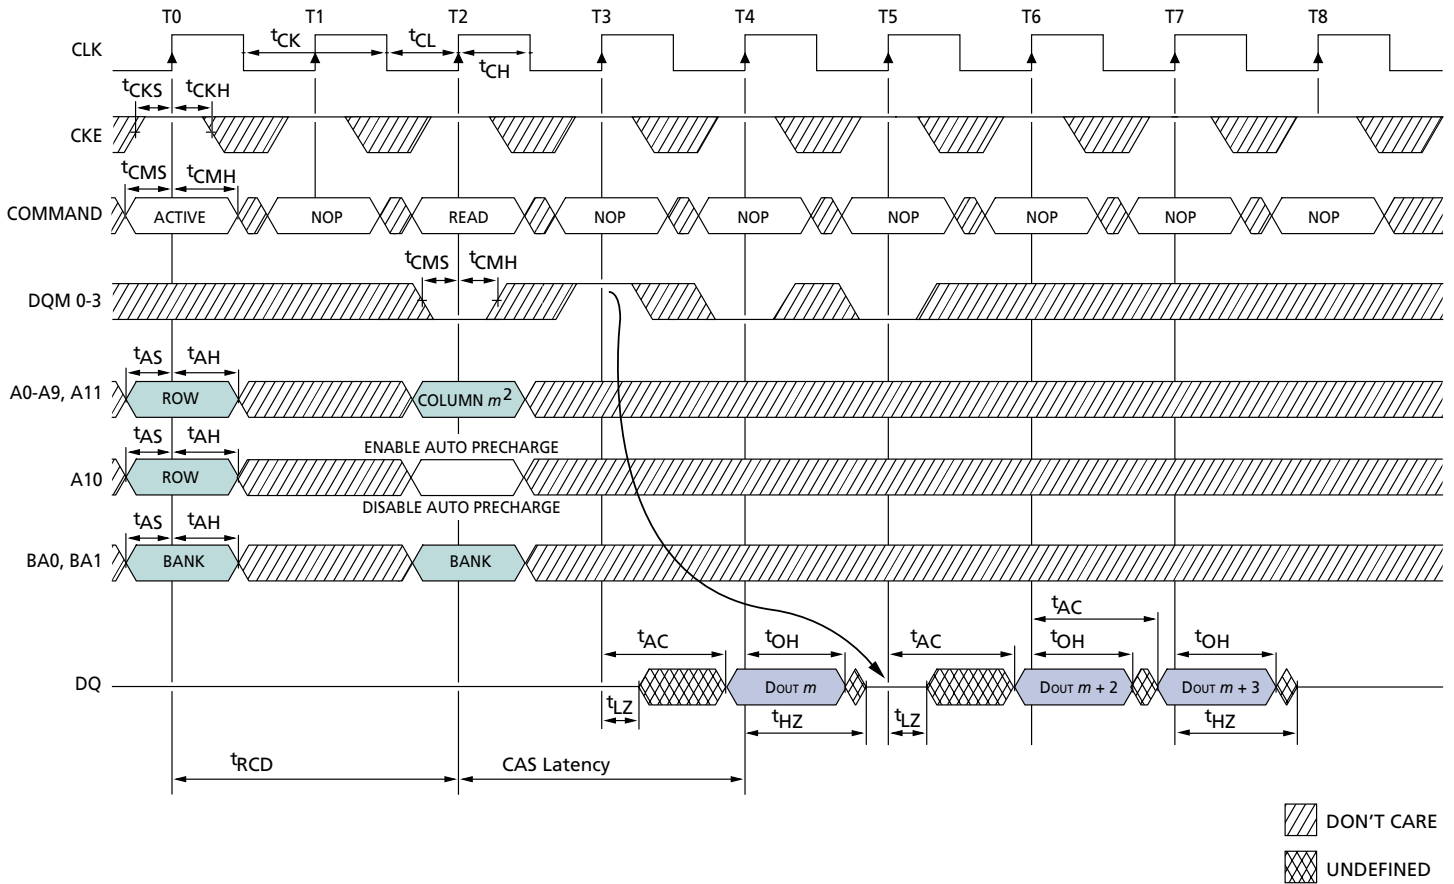 T0 T1 T2 T3 T4 T5 T6 T7 T8
CLK tCK tCL tCH
tCKS tCKH
CKE
tCMS tCMH
COMMAND ACTIVE NOP READ NOP NOP NOP NOP NOP NOP
tCMS tCMH
DQM 0-3
tAS tAH
A0-A9, A11 ROW COLUMN m2
tAS tAH ENABLE AUTO PRECHARGE
A10 ROW
DISABLE AUTO PRECHARGE
tAS tAH
BA0, BA1 BANK BANK
tAC
tAC tOH tAC tOH tOH
DQ DOUT m DOUT m + 2 DOUT m + 3
tLZ tHZ tLZ tHZ
tRCD CAS Latency
DON'T CARE
UNDEFINED